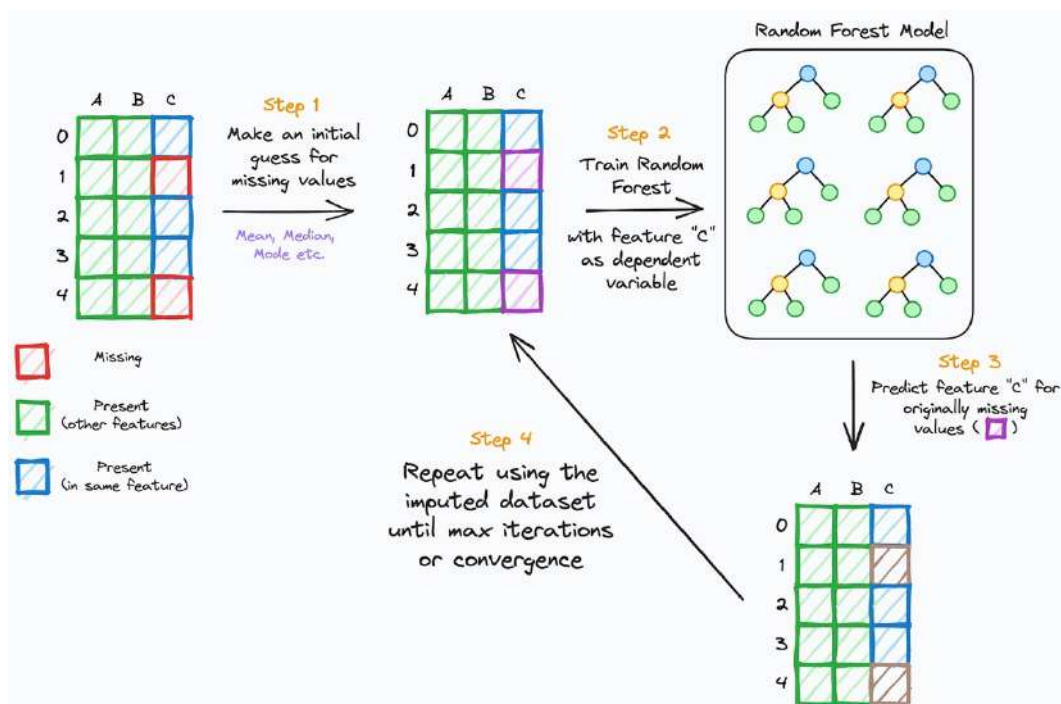 Random Forest Model
A B C
0
1
2
3
4
Step 1
Make an initial
guess for
missing values
Mean, Median,
Mode etc.
A B C
0
1
2
3
4
Step 2
Train Random
Forest
with feature "C"
as dependent
variable
Missing
Present
(other features)
Present
(in same feature)
Step 3
Predict feature "C" for
originally missing
values ( )
Step 4
Repeat using the
imputed dataset
until max iterations
or convergence
A B C
0
1
2
3
4